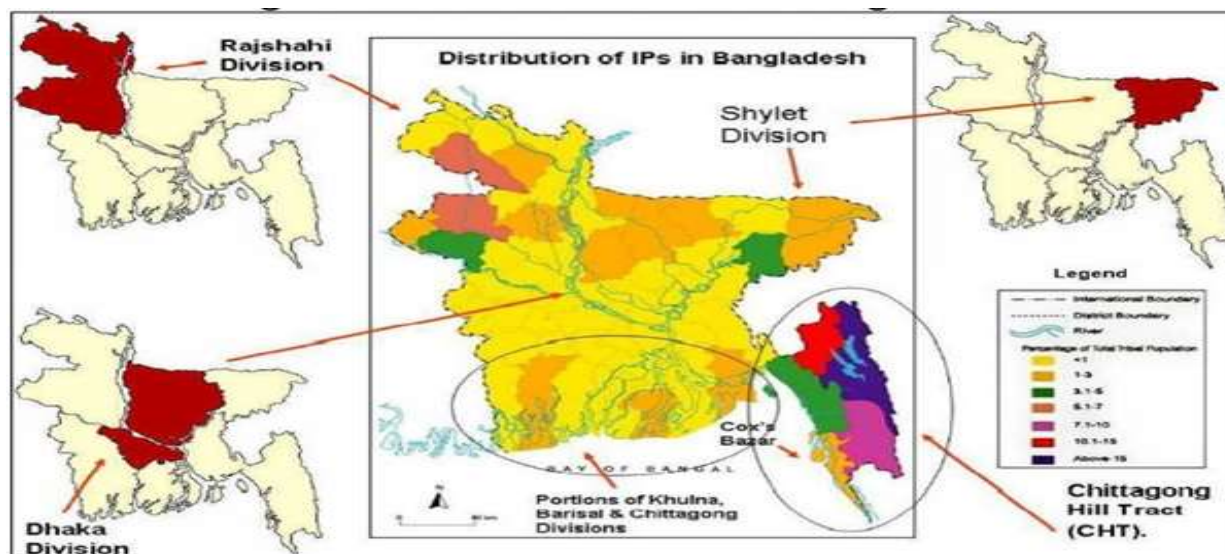 Rajshahi
Division
Distribution of IPs in Bangladesh
Shylet
Division
Legend
International Boundary
District Boundary
River
Percentage of Total Tribal Population
<1
1-3
3.1-5
5.1-7
7.1-10
10.1-15
Above 15
Cox's
Bazar
BAY OF BANGAL
N
0
Portions of Khulna,
Barisal & Chittagong
Divisions
Chittagong
Hill Tract
(CHT).
Dhaka
Division